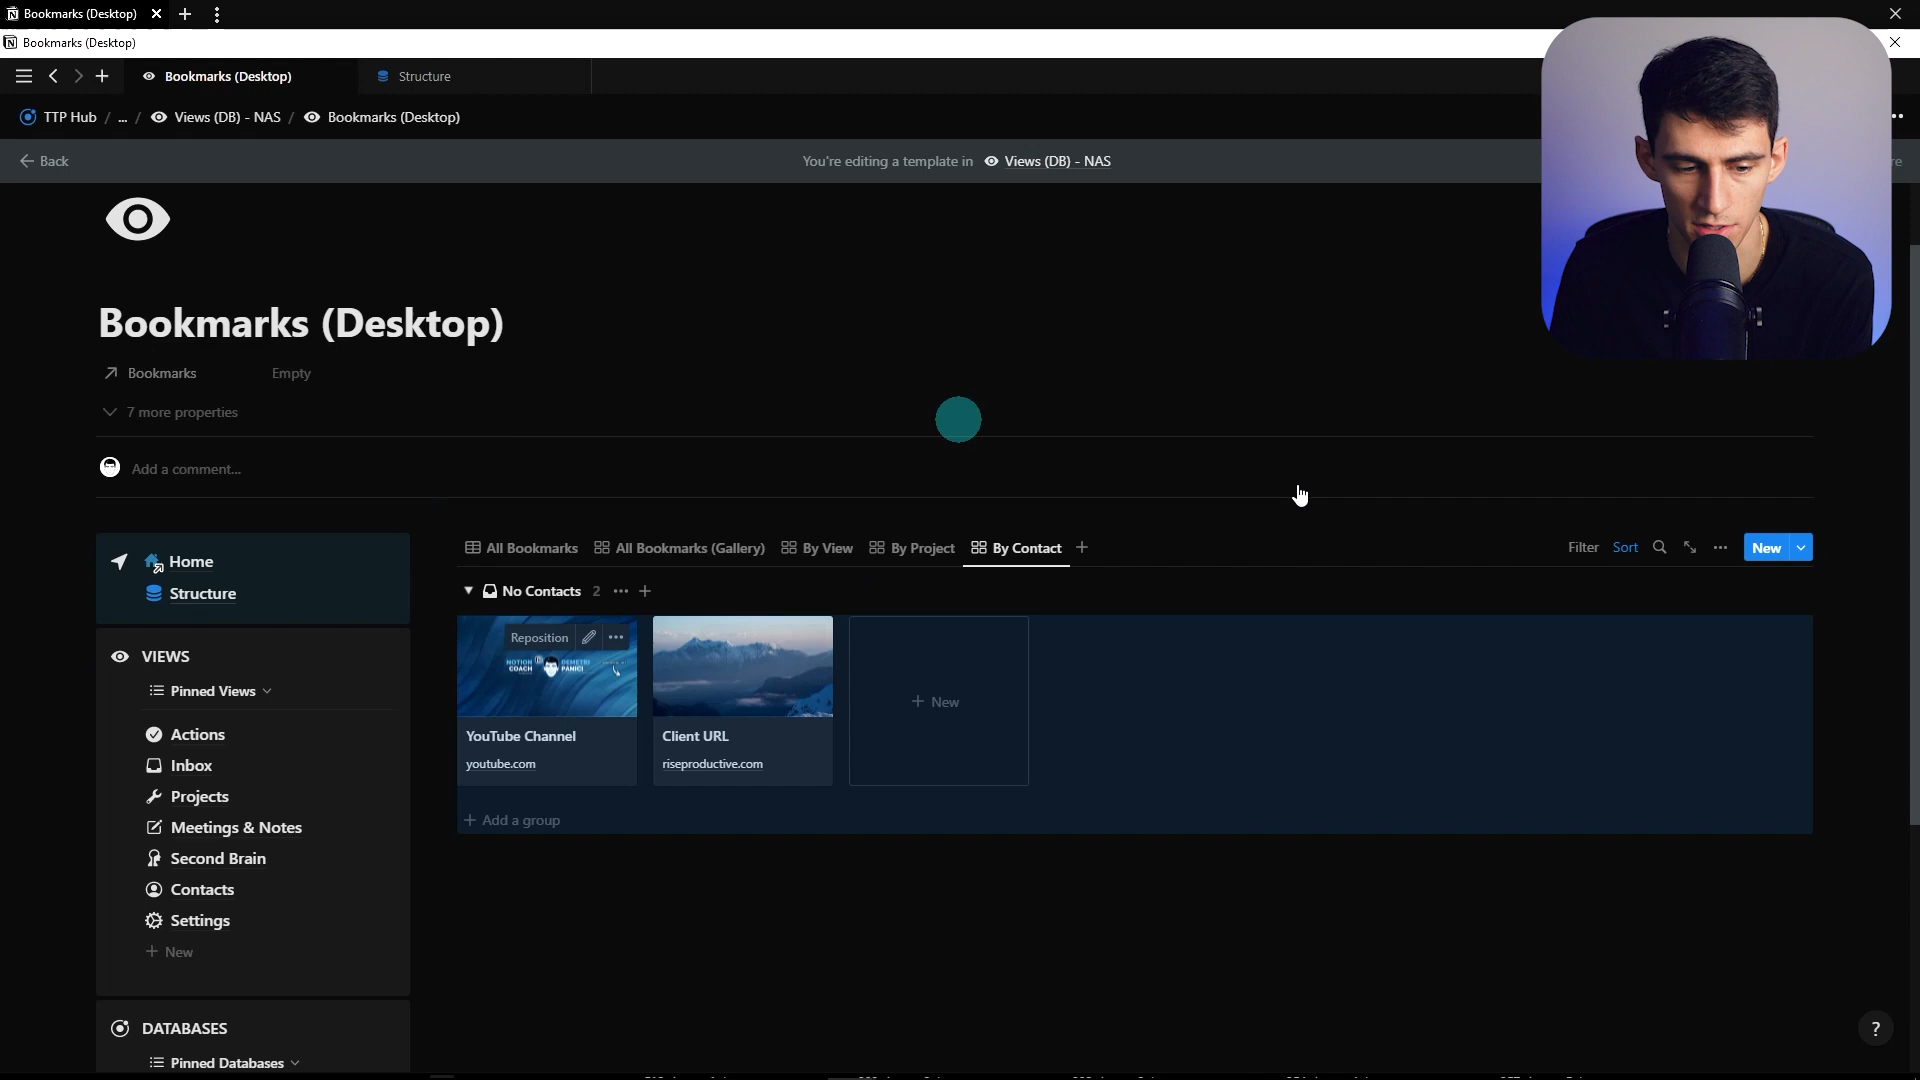 Bookmarks (Desktop)
Bookmarks (Desktop)
Bookmarks (Desktop)
Structure
TTP Hub / ... / Views (DB) - NAS / Bookmarks (Desktop)
Back
You're editing a template in Views (DB) - NAS
Bookmarks (Desktop)
Bookmarks Empty
7 more properties
Add a comment...
Home
Structure
VIEWS
Pinned Views
Actions
Inbox
Projects
Meetings & Notes
Second Brain
Contacts
Settings
New
DATABASES
Pinned Databases
All Bookmarks All Bookmarks (Gallery) By View By Project By Contact
Filter Sort New
No Contacts 2
Reposition
NOTION COACH DEMETRI PANICI
YouTube Channel
youtube.com
Client URL
riseproductive.com
New
Add a group
?